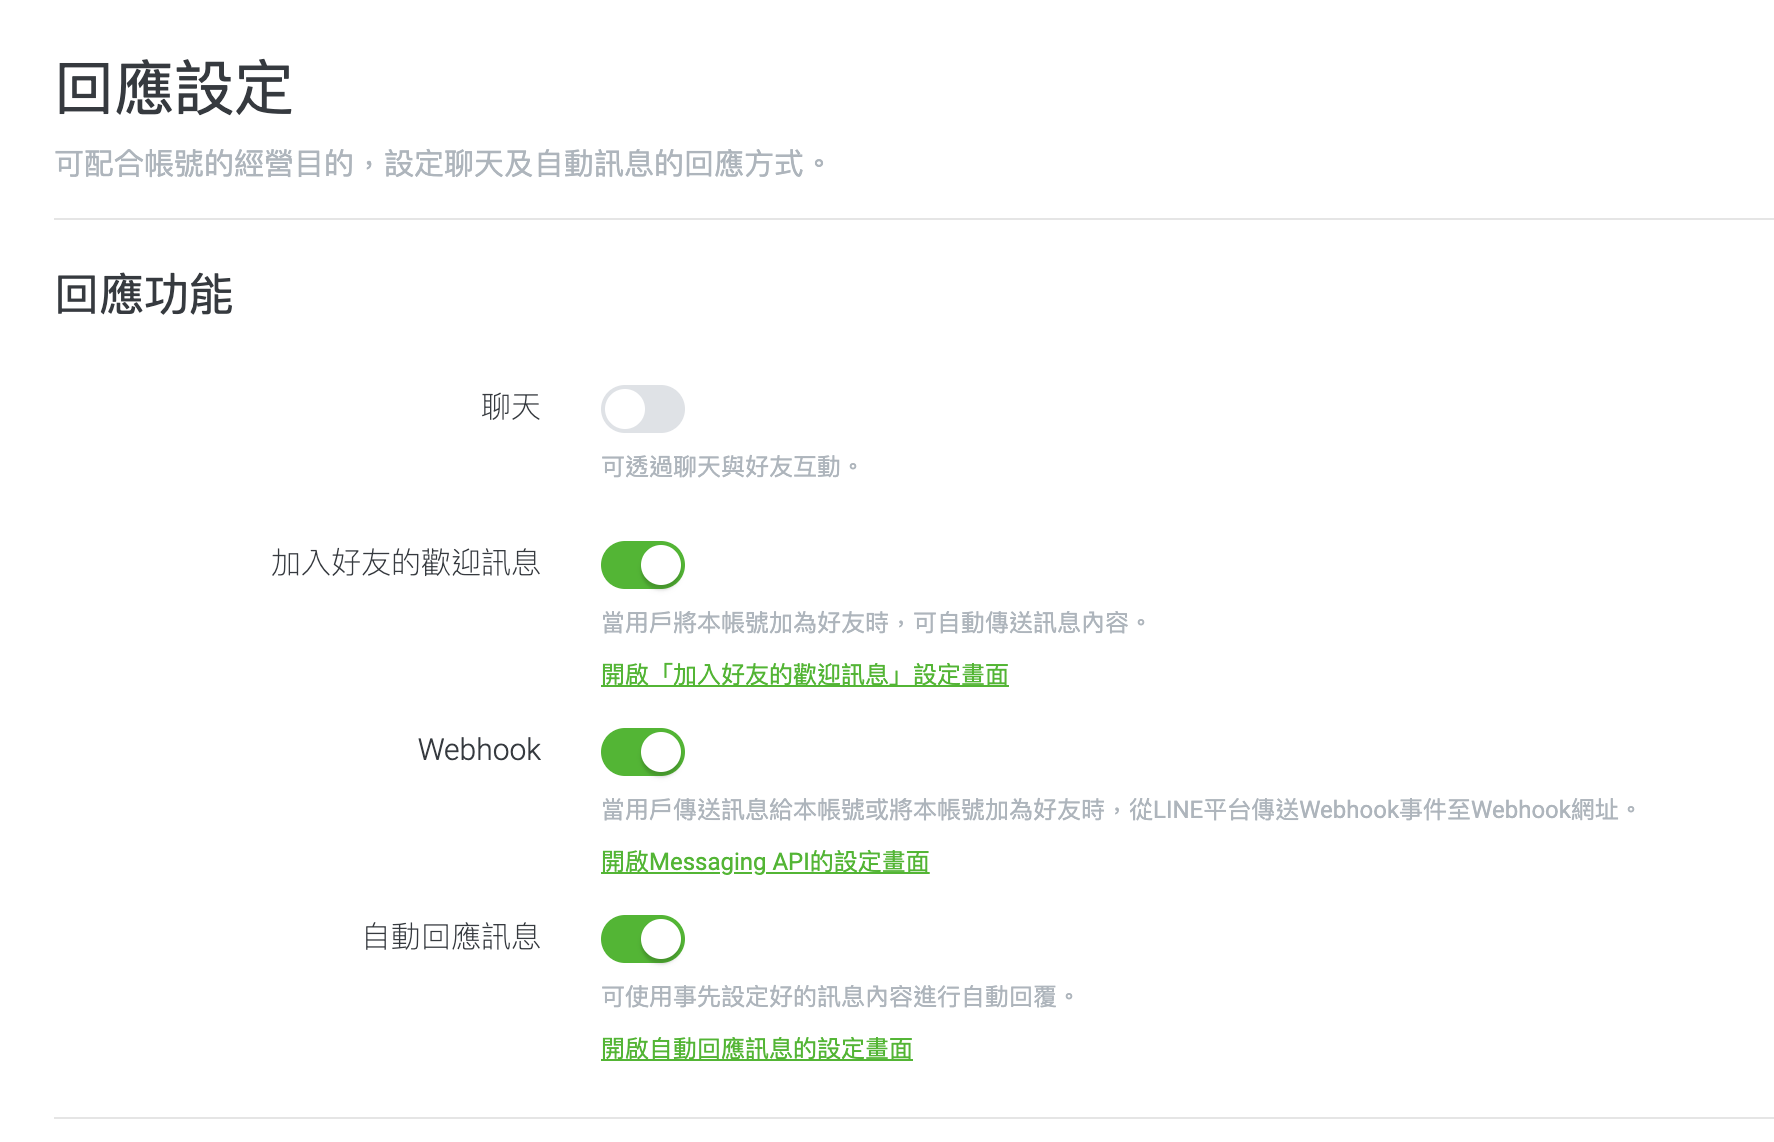 回應設定
可配合帳號的經營目的，設定聊天及自動訊息的回應方式。
回應功能
聊天
可透過聊天與好友互動。
加入好友的歡迎訊息
當用戶將本帳號加為好友時，可自動傳送訊息內容。
開啟「加入好友的歡迎訊息」設定畫面
Webhook
當用戶傳送訊息給本帳號或將本帳號加為好友時，從LINE平台傳送Webhook事件至Webhook網址。
開啟Messaging API的設定畫面
自動回應訊息
可使用事先設定好的訊息內容進行自動回覆。
開啟自動回應訊息的設定畫面